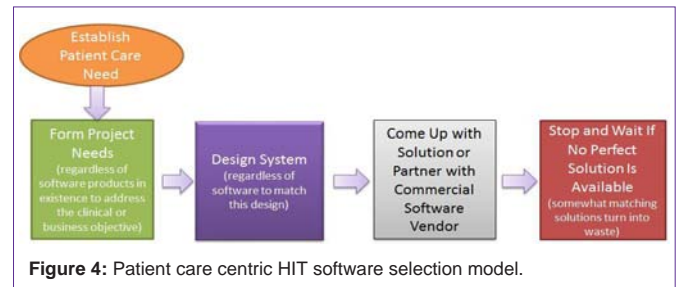 Establish
Patient Care
Need
Form Project
Needs
(regardless of
software products in
existence to address
the clinical or
business objective)
Design System
(regardless of
software to match
this design)
Come Up with
Solution or
Partner with
Commercial
Software
Vendor
Stop and Wait If
No Perfect
Solution Is
Available
(somewhat matching
solutions turn into
waste)
Figure 4: Patient care centric HIT software selection model.